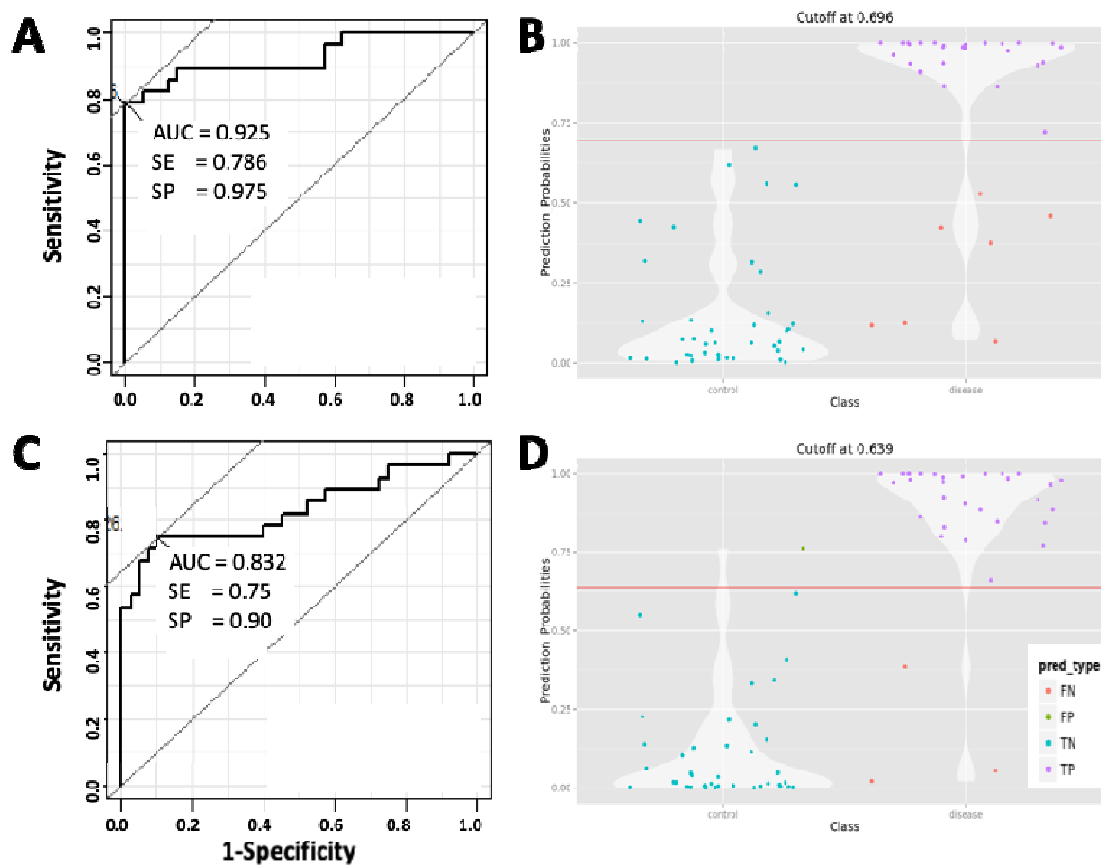 A
Sensitivity
1.0
0.8
0.6
0.4
0.2
0.0
AUC = 0.925
SE = 0.786
SP = 0.975
0.0 0.2 0.4 0.6 0.8 1.0
B
Cutoff at 0.696
Prediction Probabilities
1.00
0.75
0.50
0.25
0.00
control disease
Class
C
Sensitivity
1.0
0.8
0.6
0.4
0.2
0.0
AUC = 0.832
SE = 0.75
SP = 0.90
0.0 0.2 0.4 0.6 0.8 1.0
1-Specificity
D
Cutoff at 0.639
Prediction Probabilities
1.00
0.75
0.50
0.25
0.00
pred_type
FN
FP
TN
TP
control disease
Class